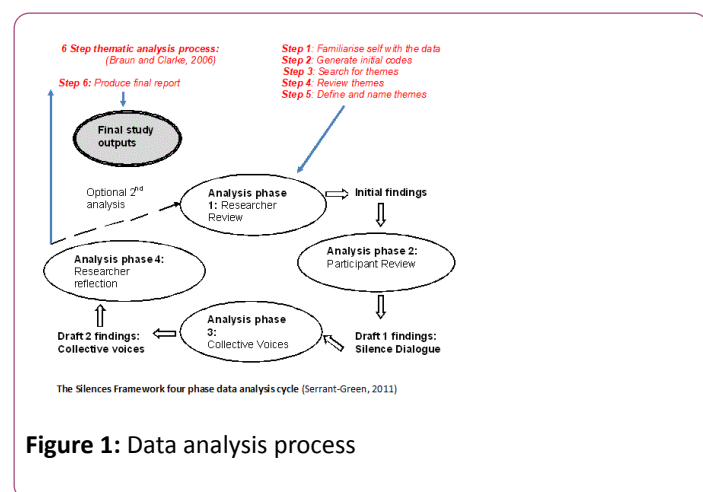 6 Step thematic analysis process:
(Braun and Clarke, 2006)
Step 6: Produce final report
Step 1: Familiarise self with the data
Step 2: Generate initial codes
Step 3: Search for themes
Step 4: Review themes
Step 5: Define and name themes
Final study
outputs
Optional 2nd
analysis
Analysis phase
1: Researcher
Review
Initial findings
Analysis phase 2:
Participant Review
Analysis phase 4:
Researcher
reflection
Analysis phase
3:
Collective Voices
Draft 2 findings:
Collective voices
Draft 1 findings:
Silence Dialogue
The Silences Framework four phase data analysis cycle (Serrant-Green, 2011)
Figure 1: Data analysis process